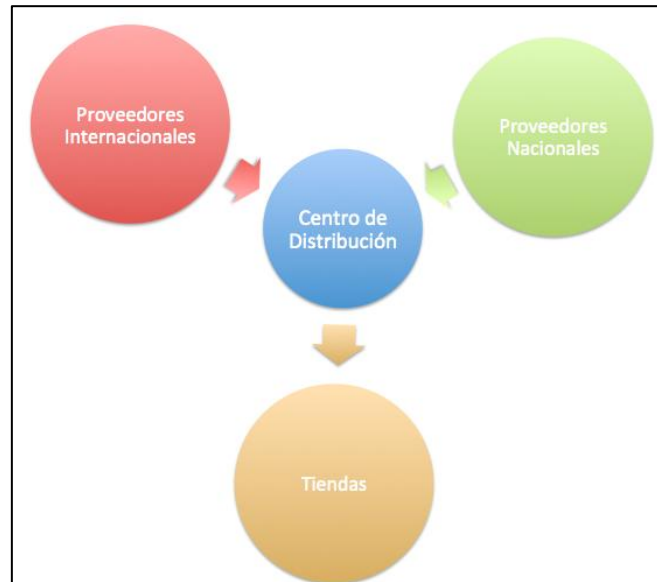 Proveedores
Internacionales
Proveedores
Nacionales
Centro de
Distribución
Tiendas